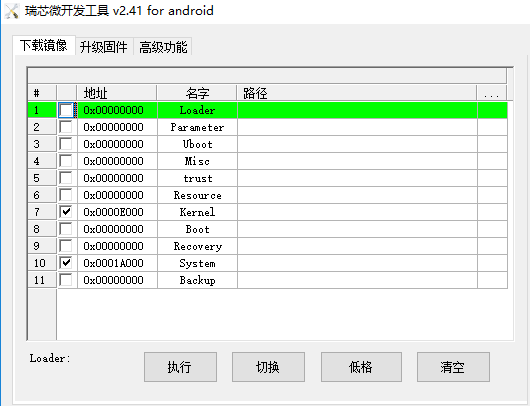 瑞芯微开发工具 v2.41 for android
下载镜像 升级固件 高级功能
# 地址 名字 路径 ...
1 0x00000000 Loader
2 0x00000000 Parameter
3 0x00000000 Uboot
4 0x00000000 Misc
5 0x00000000 trust
6 0x00000000 Resource
7 0x0000E000 Kernel
8 0x00000000 Boot
9 0x00000000 Recovery
10 0x0001A000 System
11 0x00000000 Backup
Loader: 执行 切换 低格 清空